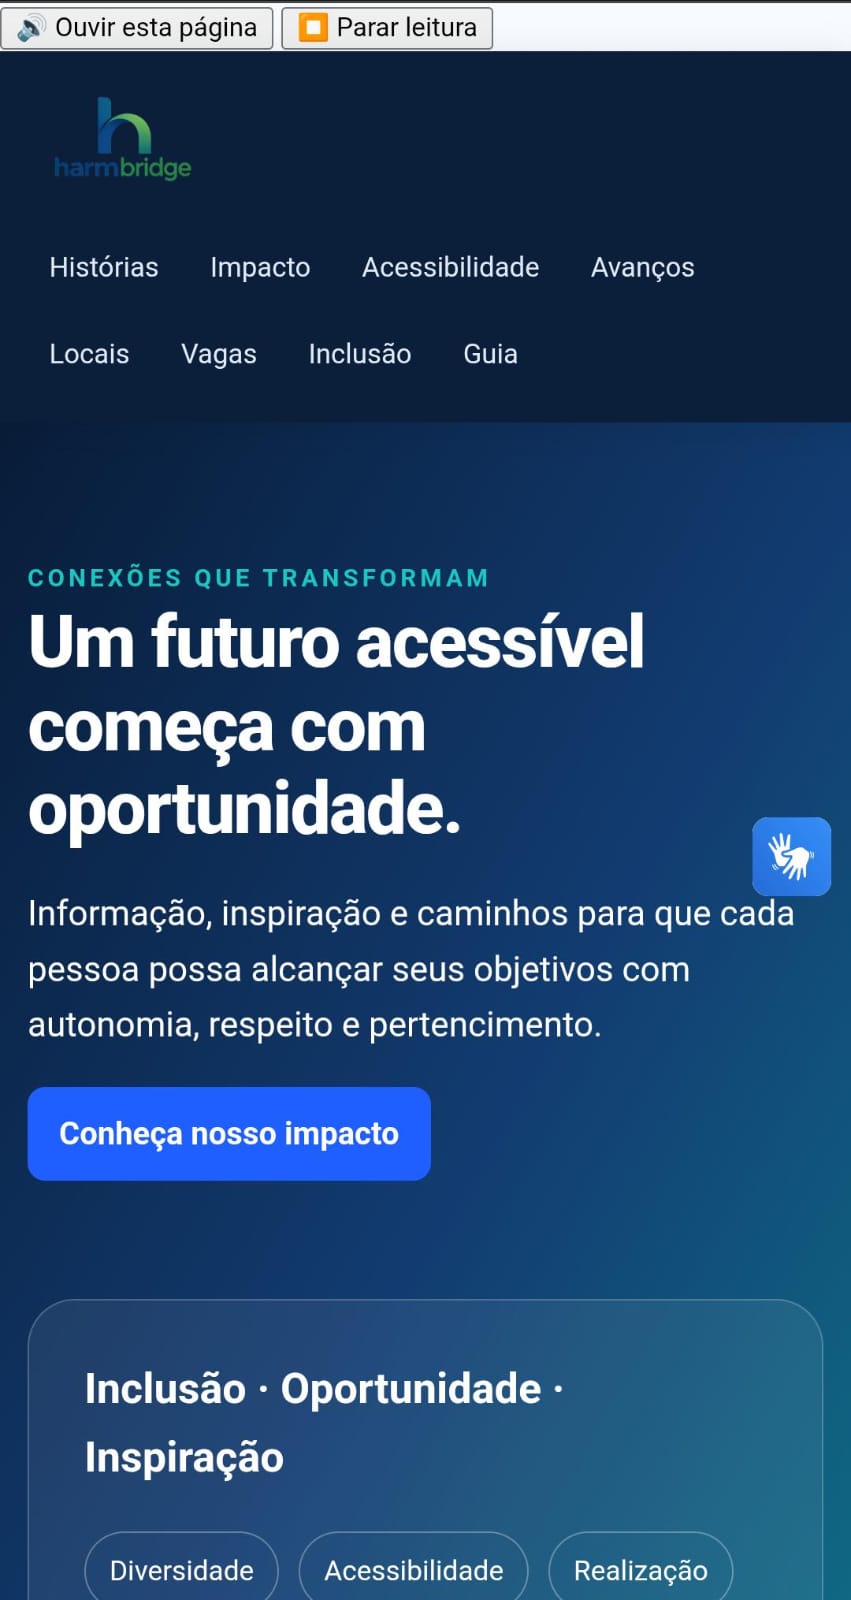 🔊 Ouvir esta página ⏹️ Parar leitura
harmbridge
Histórias Impacto Acessibilidade Avanços
Locais Vagas Inclusão Guia
CONEXÕES QUE TRANSFORMAM
Um futuro acessível
começa com
oportunidade.
Informação, inspiração e caminhos para que cada
pessoa possa alcançar seus objetivos com
autonomia, respeito e pertencimento.
Conheça nosso impacto
Inclusão · Oportunidade ·
Inspiração
Diversidade Acessibilidade Realização